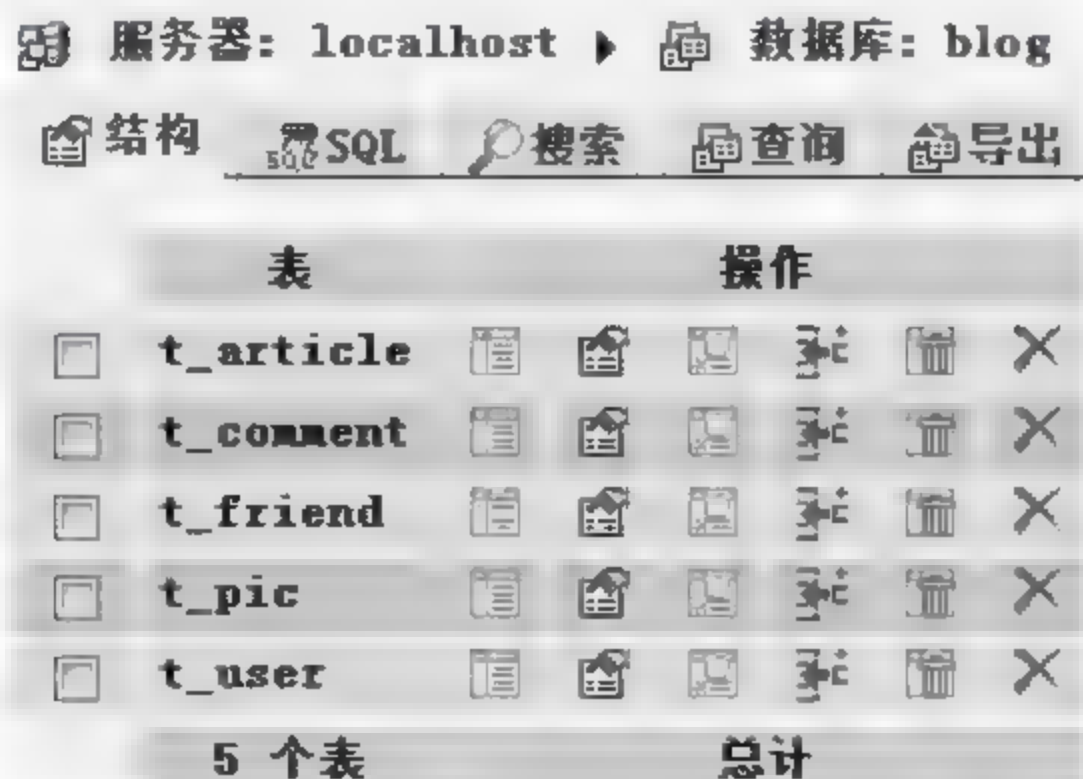 服务器: localhost ▶ 数据库: blog
结构 SQL 搜索 查询 导出
表 操作
t_article
t_comment
t_friend
t_pic
t_user
5 个表 总计